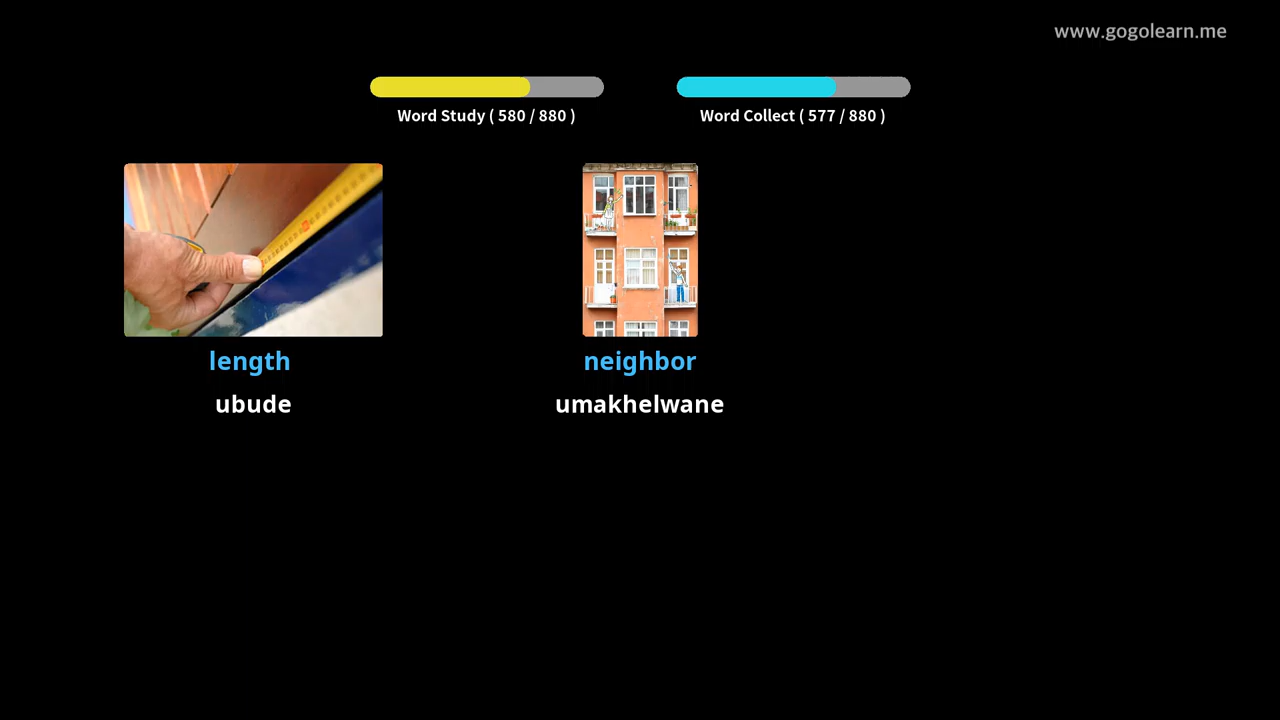 www.gogolearn.me
Word Study ( 580 / 880 )
Word Collect ( 577 / 880 )
length
neighbor
ubude
umakhelwane